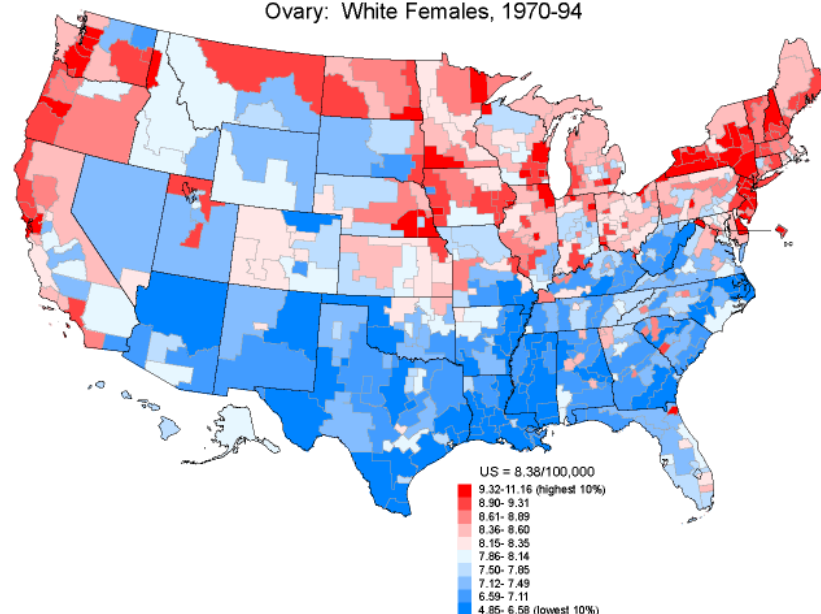 Ovary: White Females, 1970-94
US = 8.38/100,000
9.32-11.16 (highest 10%)
8.90- 9.31
8.61- 8.89
8.36- 8.60
8.15- 8.35
7.86- 8.14
7.50- 7.85
7.12- 7.49
6.59- 7.11
4.85- 6.58 (lowest 10%)